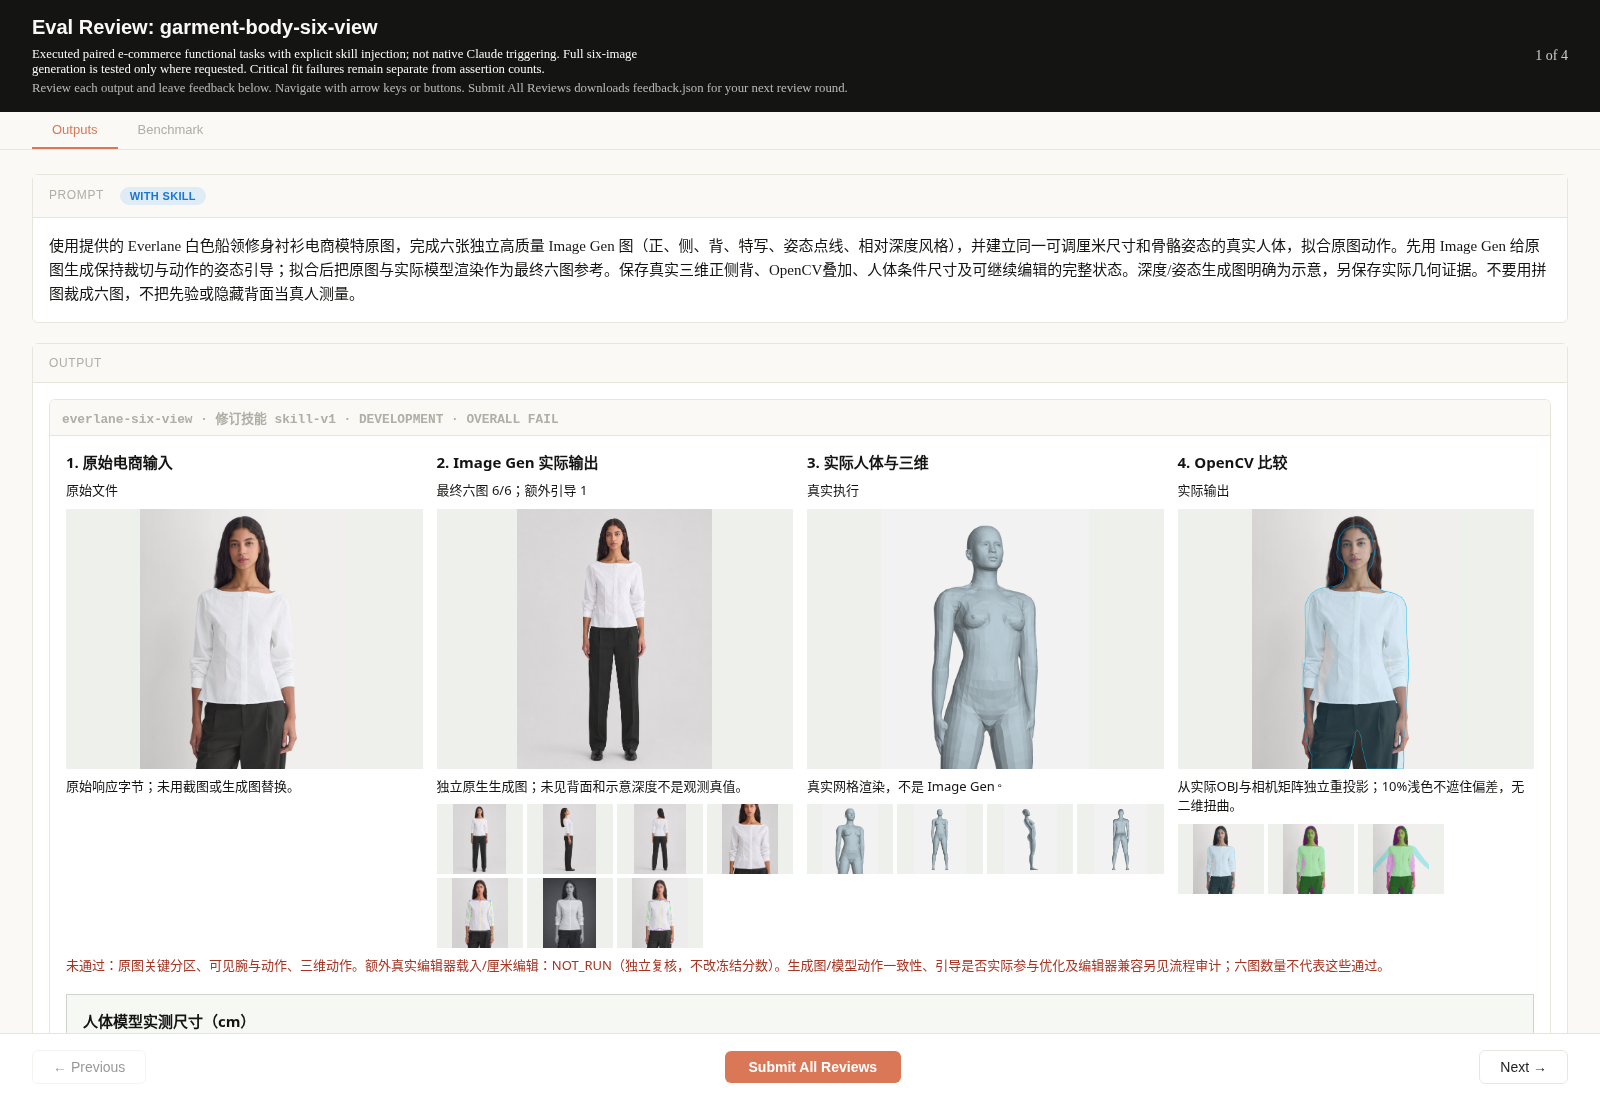 Eval Review: garment-body-six-view
Executed paired e-commerce functional tasks with explicit skill injection; not native Claude triggering. Full six-image
generation is tested only where requested. Critical fit failures remain separate from assertion counts.
Review each output and leave feedback below. Navigate with arrow keys or buttons. Submit All Reviews downloads feedback.json for your next review round.
1 of 4
Outputs
Benchmark
PROMPT
WITH SKILL
使用提供的 Everlane 白色船领修身衬衫电商模特原图，完成六张独立高质量 Image Gen 图（正、侧、背、特写、姿态点线、相对深度风格），并建立同一可调厘米尺寸和骨骼姿态的真实人体，拟合原图动作。先用 Image Gen 给原
图生成保持裁切与动作的姿态引导；拟合后把原图与实际模型渲染作为最终六图参考。保存真实三维正侧背、OpenCV叠加、人体条件尺寸及可继续编辑的完整状态。深度/姿态生成图明确为示意，另保存实际几何证据。不要用拼
图裁成六图，不把先验或隐藏背面当真人测量。
OUTPUT
everlane-six-view · 修订技能 skill-v1 · DEVELOPMENT · OVERALL FAIL
1. 原始电商输入
原始文件
原始响应字节；未用截图或生成图替换。
2. Image Gen 实际输出
最终六图 6/6；额外引导 1
独立原生生成图；未见背面和示意深度不是观测真值。
3. 实际人体与三维
真实执行
真实网格渲染，不是 Image Gen。
4. OpenCV 比较
实际输出
从实际OBJ与相机矩阵独立重投影；10%浅色不遮住偏差，无
二维扭曲。
未通过：原图关键分区、可见腕与动作、三维动作。额外真实编辑器载入/厘米编辑：NOT_RUN（独立复核，不改冻结分数）。生成图/模型动作一致性、引导是否实际参与优化及编辑器兼容另见流程审计；六图数量不代表这些通过。
人体模型实测尺寸（cm）
← Previous
Submit All Reviews
Next →